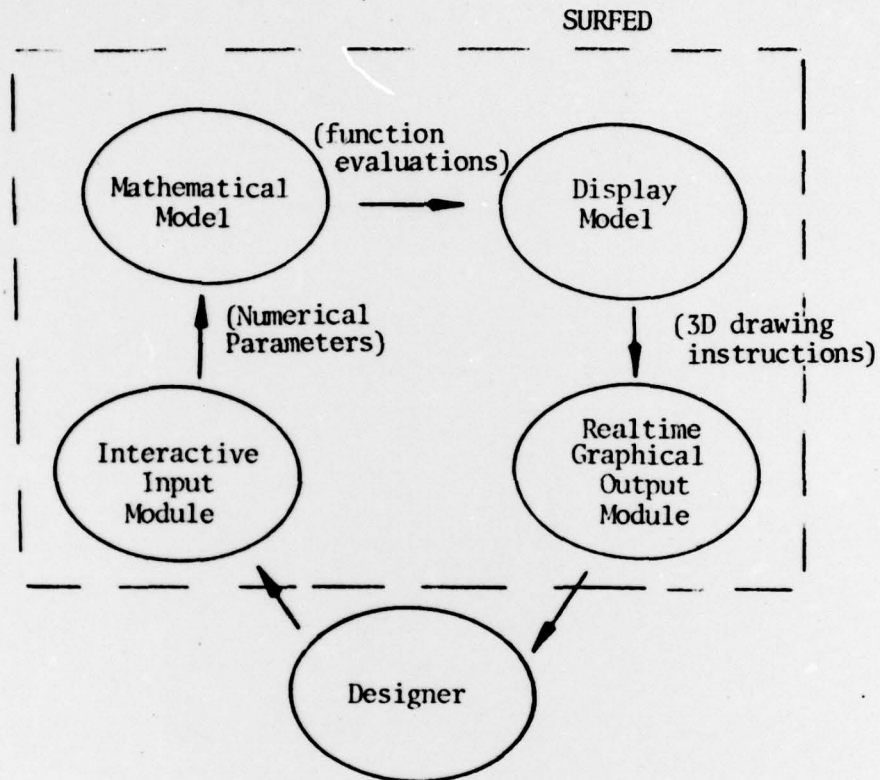 SURFED
Mathematical
Model
(function
evaluations)
Display
Model
(Numerical
Parameters)
(3D drawing
instructions)
Interactive
Input
Module
Realtime
Graphical
Output
Module
Designer